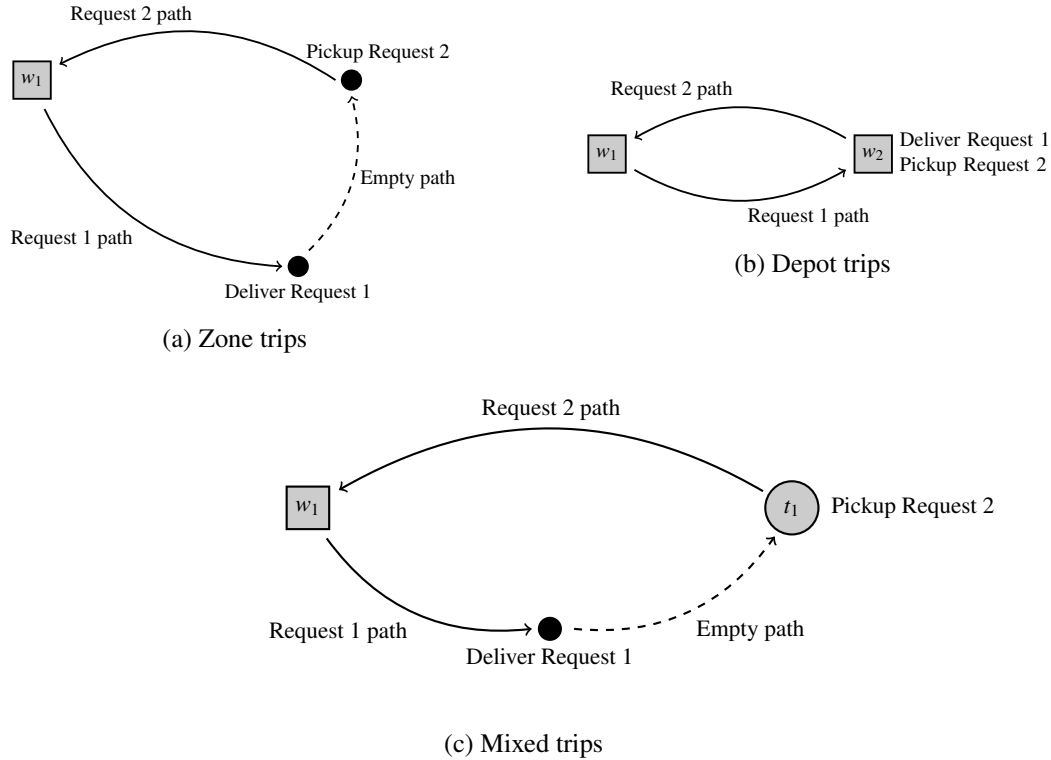 Request 2 path
Pickup Request 2
w1
Empty path
Request 1 path
Deliver Request 1
(a) Zone trips
Request 2 path
w1
w2
Deliver Request 1
Pickup Request 2
Request 1 path
(b) Depot trips
Request 2 path
w1
t1
Pickup Request 2
Request 1 path
Empty path
Deliver Request 1
(c) Mixed trips